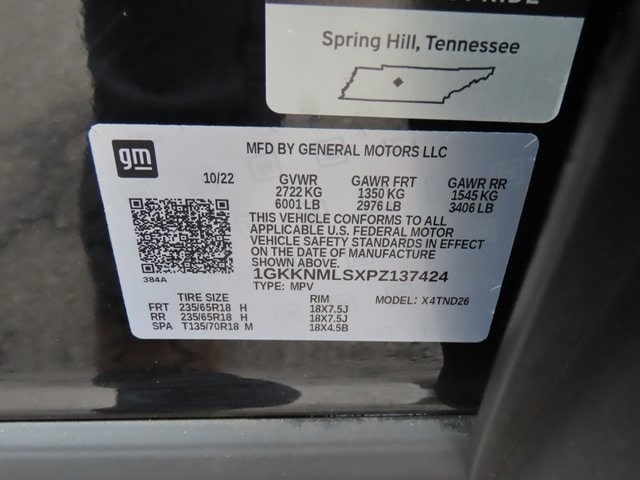 Spring Hill, Tennessee
gm
MFD BY GENERAL MOTORS LLC
10/22 GVWR GAWR FRT GAWR RR
2722 KG 1350 KG 1545 KG
6001 LB 2976 LB 3406 LB
THIS VEHICLE CONFORMS TO ALL
APPLICABLE U.S. FEDERAL MOTOR
VEHICLE SAFETY STANDARDS IN EFFECT
ON THE DATE OF MANUFACTURE
SHOWN ABOVE.
384A
1GKKNMLSXPZ137424
TYPE: MPV MODEL: X4TND26
TIRE SIZE RIM
FRT 235/65R18 H 18X7.5J
RR 235/65R18 H 18X7.5J
SPA T135/70R18 M 18X4.5B